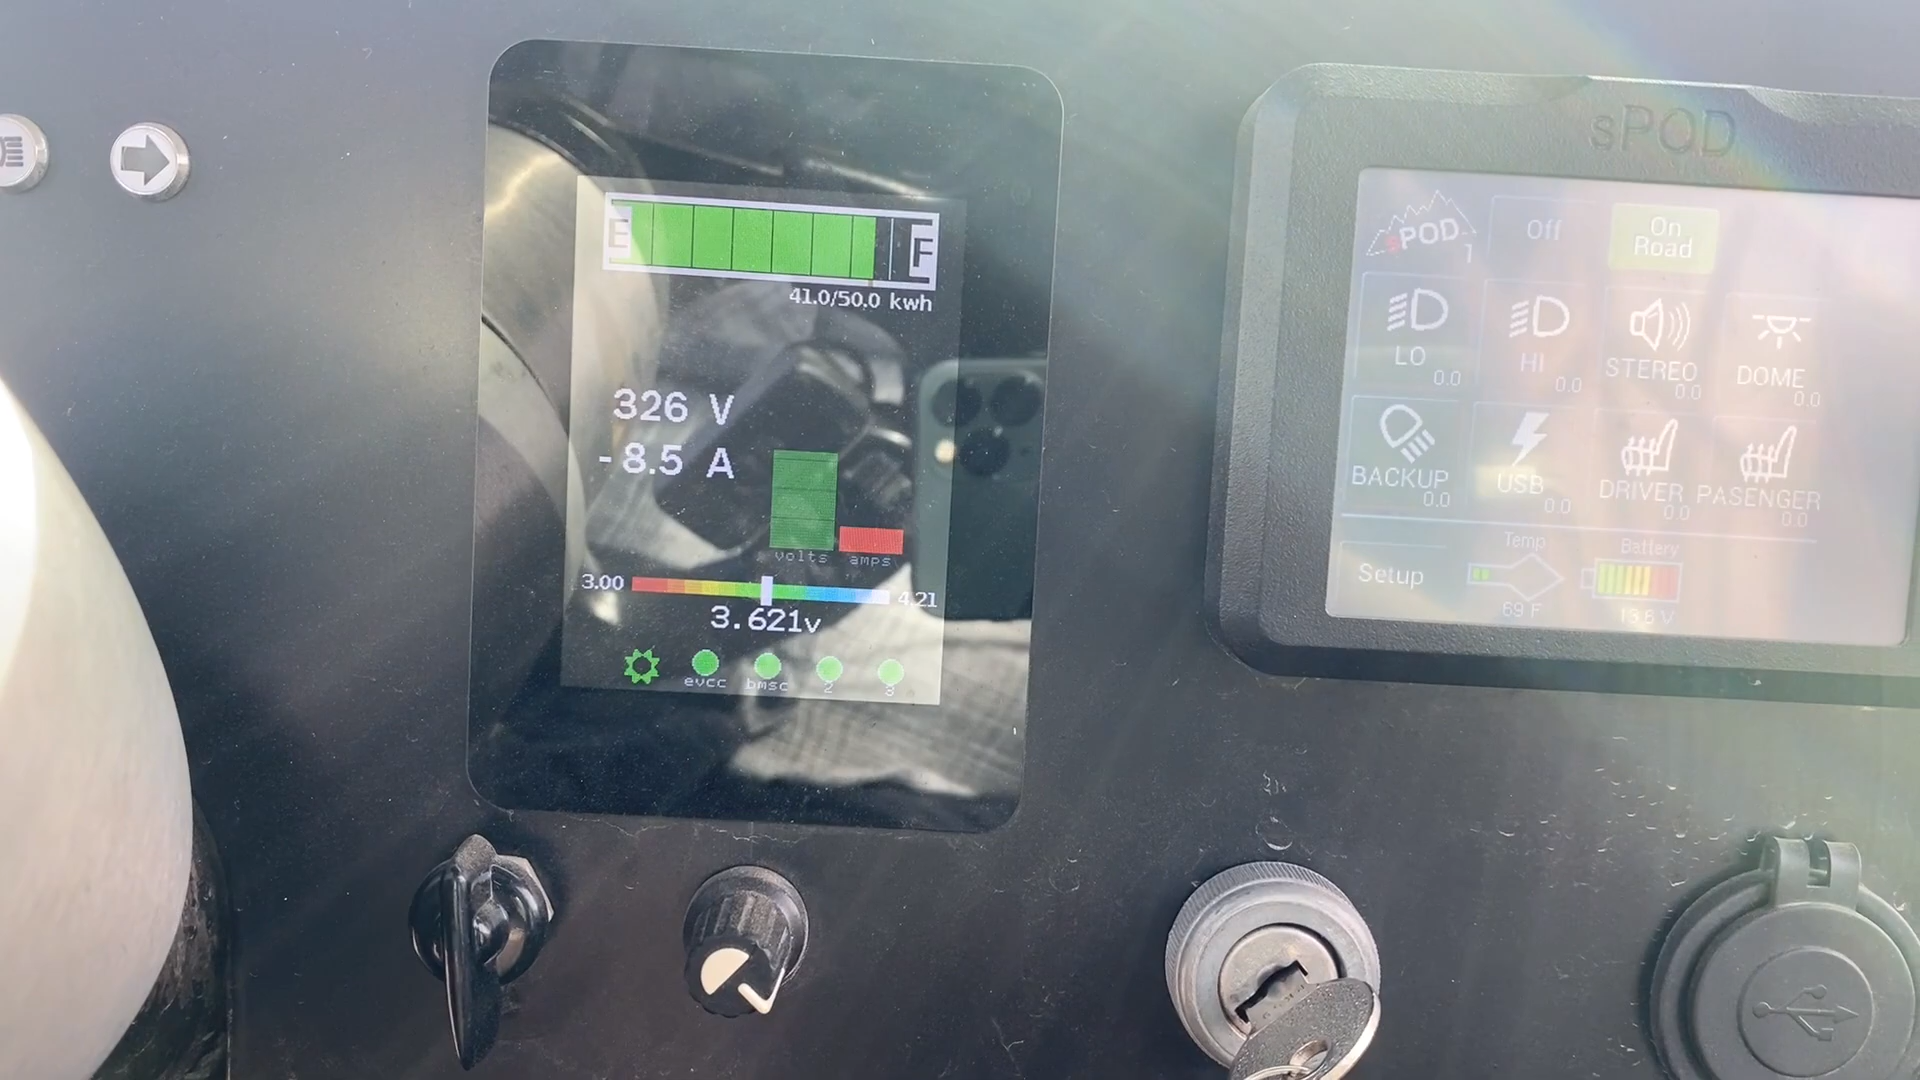 E F
41.0/50.0 kwh
326 V
-8.5 A
volts amps
3.00 4.21
3.621v
evcc bmsc 2 3
sPOD
sPOD 1 Off On Road
LO 0.0 HI 0.0 STEREO 0.0 DOME 0.0
BACKUP 0.0 USB 0.0 DRIVER 0.0 PASENGER 0.0
Temp Battery
Setup
69 F 13.6 V